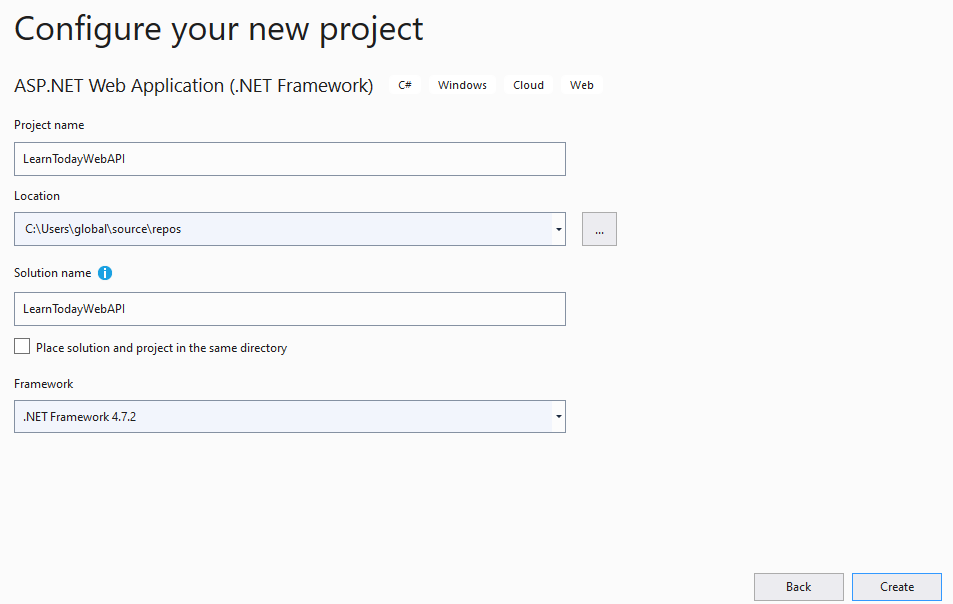 Configure your new project
ASP.NET Web Application (.NET Framework) C# Windows Cloud Web
Project name
LearnTodayWebAPI
Location
C:\Users\global\source\repos
...
Solution name i
LearnTodayWebAPI
Place solution and project in the same directory
Framework
.NET Framework 4.7.2
Back Create